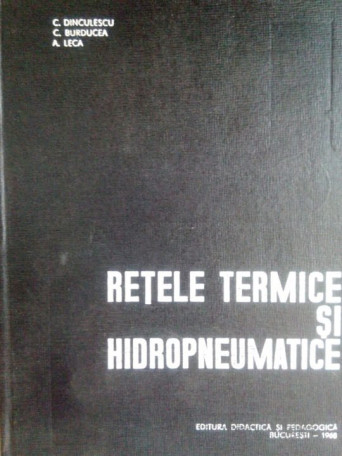 C. DINCULESCU
C. BURDUCEA
A. LECA
REȚELE TERMICE
ȘI
HIDROPNEUMATICE
EDITURA DIDACTICĂ ȘI PEDAGOGICĂ
BUCUREȘTI – 1968